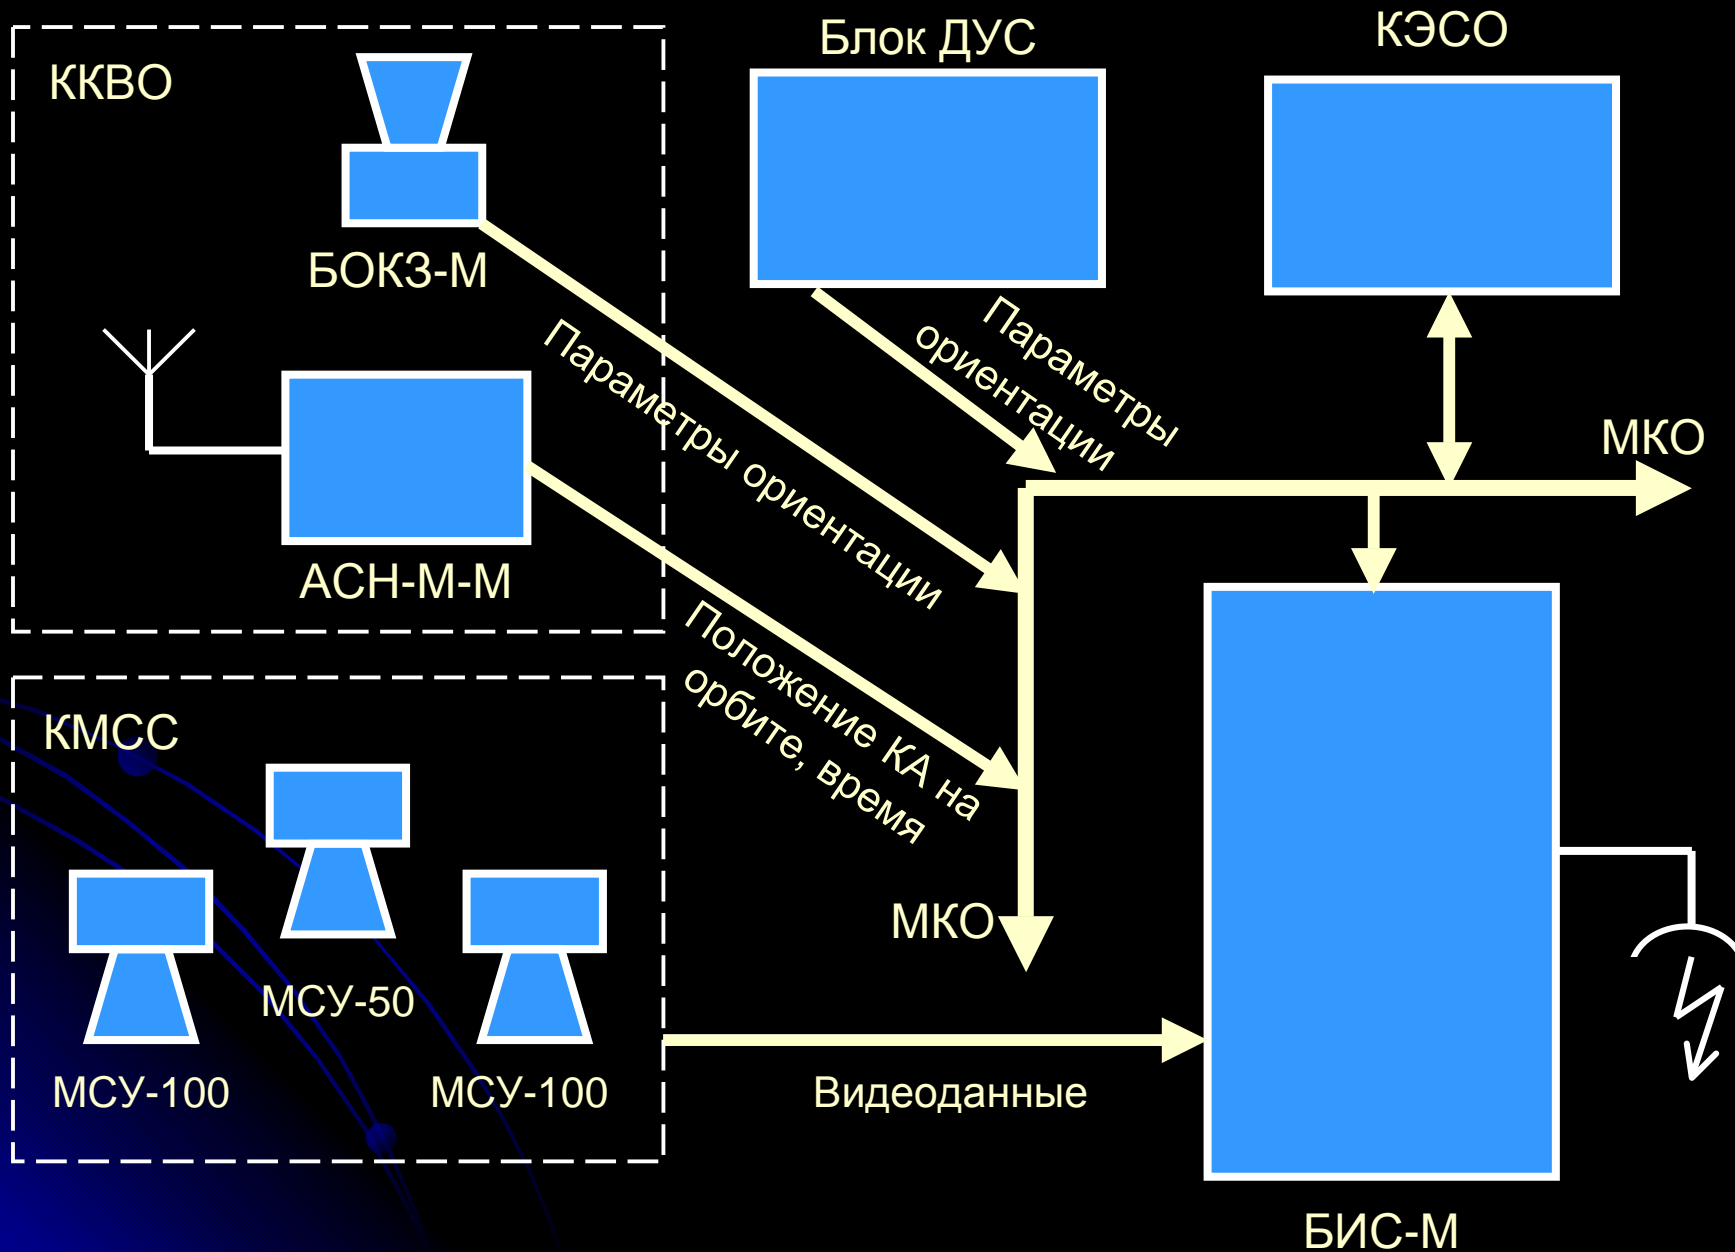 ККВО
БОКЗ-М
АСН-М-М
Блок ДУС
КЭСО
Параметры ориентации
Параметры
ориентации
МКО
Положение КА на
орбите, время
МКО
КМСС
МСУ-50
МСУ-100
МСУ-100
Видеоданные
БИС-М